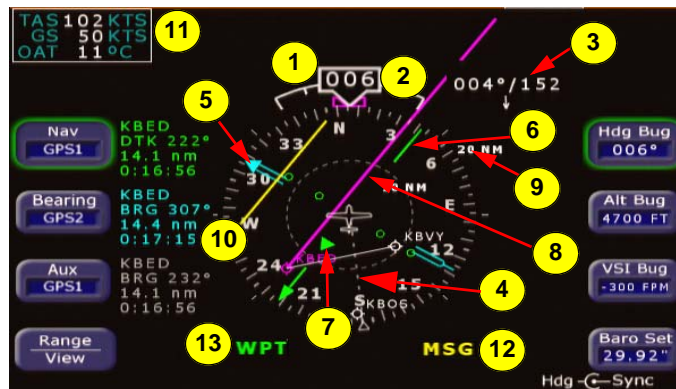 TAS 102 KTS
GS 50 KTS
OAT 11 °C
11
1
006
2
3
004°/152
5
6
N
3
33
6
30
20 NM
9
E
W
12
24
15
21
S
Nav
GPS1
KBED
DTK 222°
14.1 nm
0:16:56
Bearing
GPS2
KBED
BRG 307°
14.1 nm
0:17:15
10
Aux
GPS1
KBED
BRG 232°
14.1 nm
0:16:56
Range
View
KBVY
KBOS
8
4
7
13
WPT
MSG
12
Hdg Bug
006°
Alt Bug
4700 FT
VSI Bug
-300 FPM
Baro Set
29.92"
Hdg
Sync